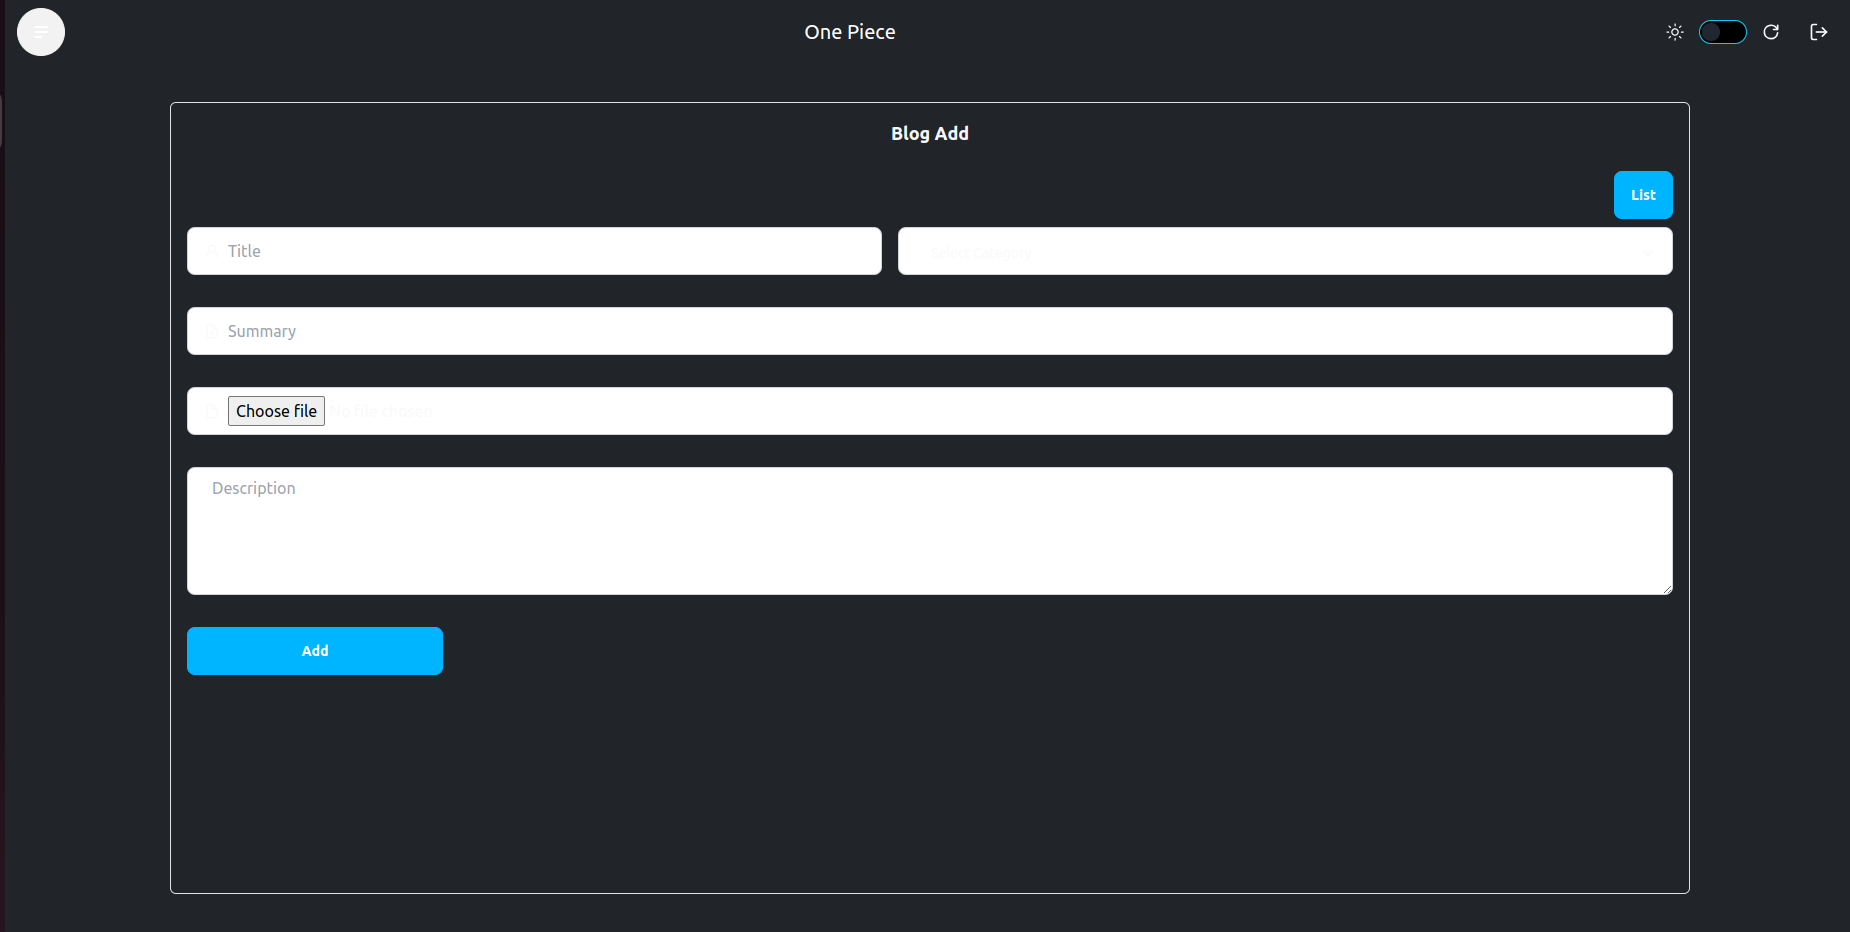 One Piece
Blog Add
List
Title
Select Category
Summary
Choose file No file chosen
Description
Add